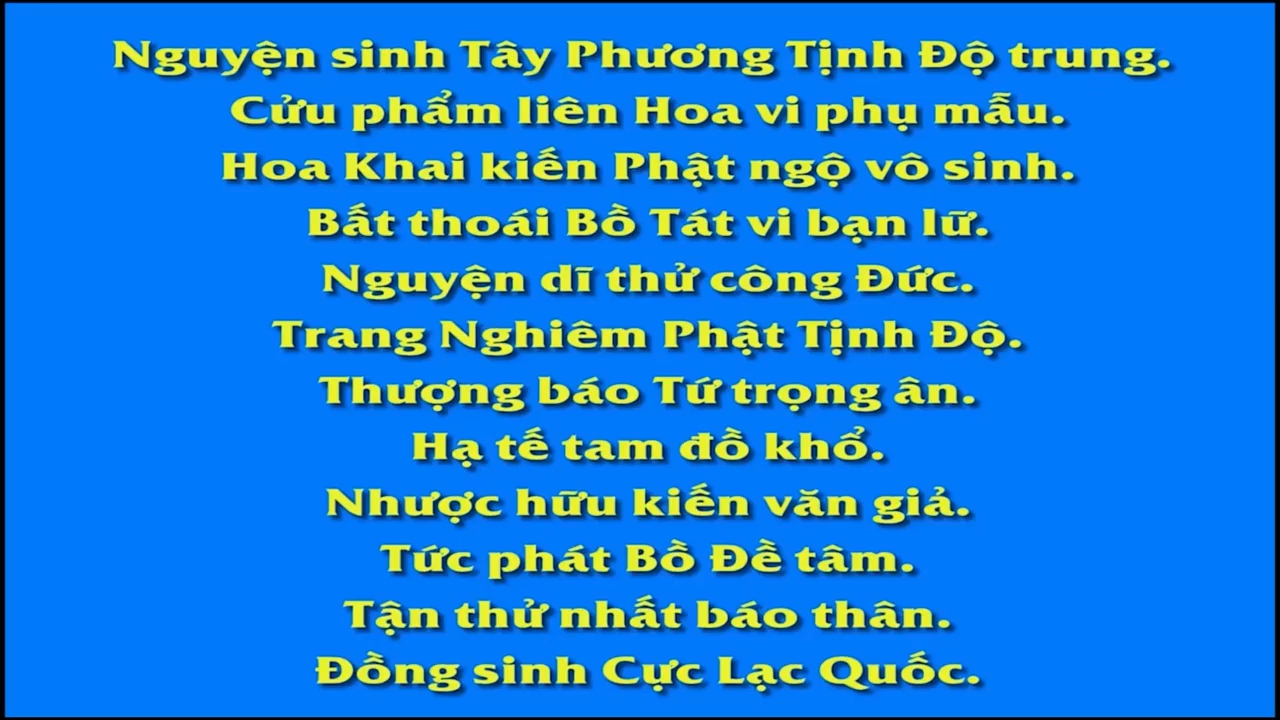 Nguyện sinh Tây Phương Tịnh Độ trung.
Cửu phẩm liên Hoa vi phụ mẫu.
Hoa Khai kiến Phật ngộ vô sinh.
Bất thoái Bồ Tát vi bạn lữ.
Nguyện dĩ thử công Đức.
Trang Nghiêm Phật Tịnh Độ.
Thượng báo Tứ trọng ân.
Hạ tế tam đồ khổ.
Nhược hữu kiến văn giả.
Tức phát Bồ Đề tâm.
Tận thử nhất báo thân.
Đồng sinh Cực Lạc Quốc.